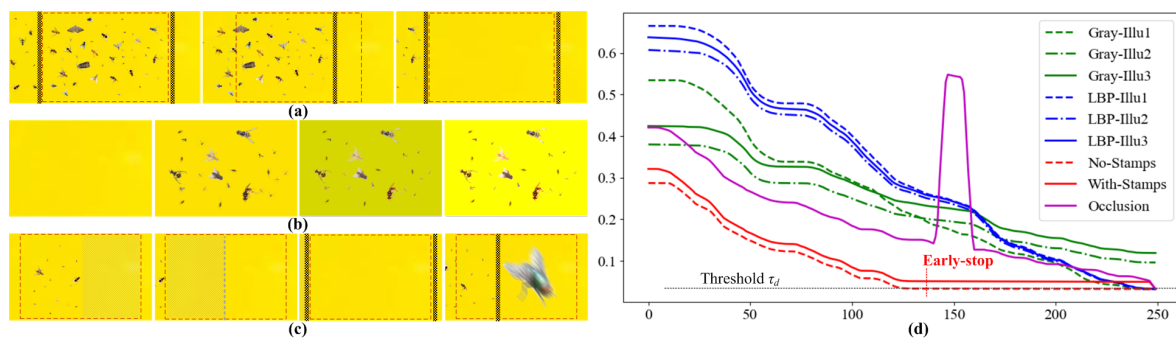 (a)
(b)
(c)
0.6
0.5
0.4
0.3
0.2
0.1
Gray-Illu1
Gray-Illu2
Gray-Illu3
LBP-Illu1
LBP-Illu2
LBP-Illu3
No-Stamps
With-Stamps
Occlusion
Early-stop
Threshold τd
0 50 100 150 200 250
(d)